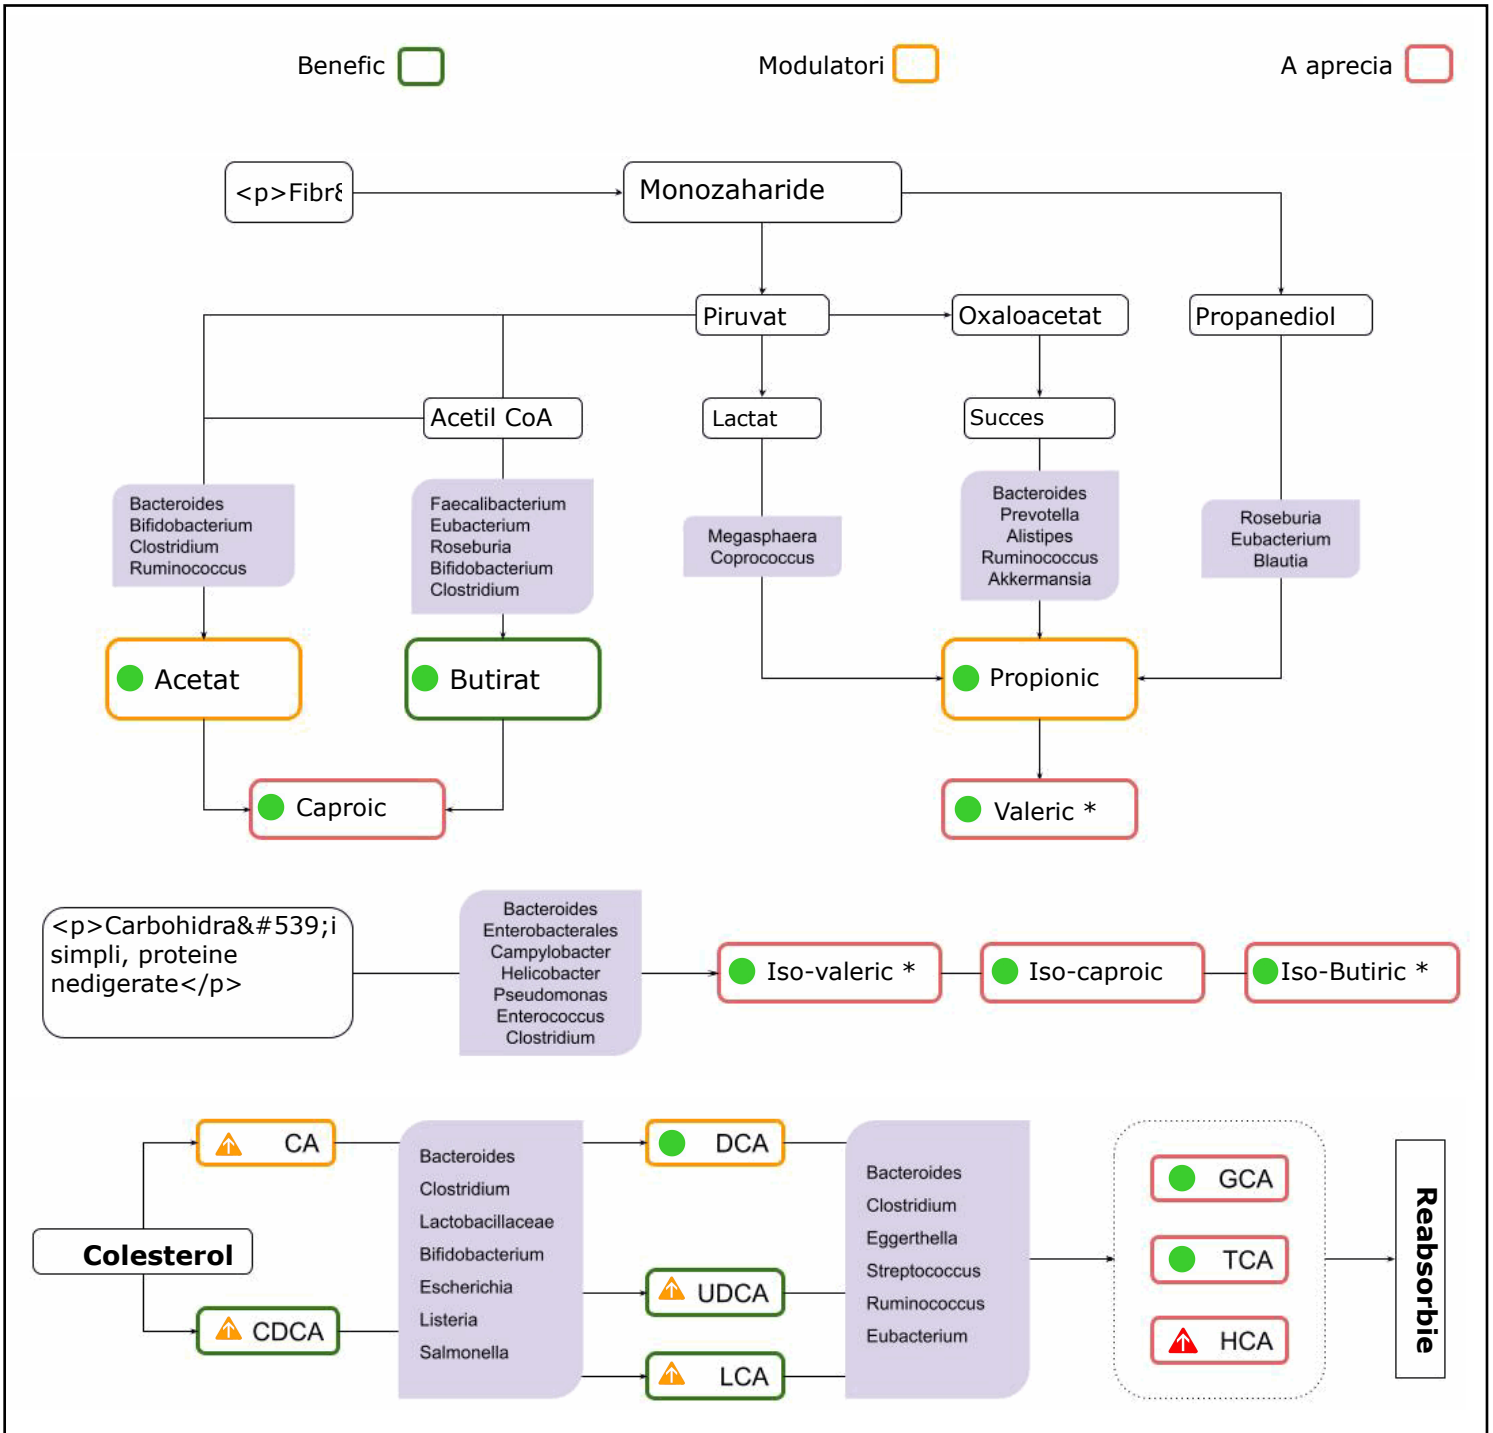 Benefic
Modulatori
A aprecia
<p>Fibr&
Monozaharide
Piruvat
Oxaloacetat
Propanediol
Acetil CoA
Lactat
Succes
Bacteroides
Bifidobacterium
Clostridium
Ruminococcus
Faecalibacterium
Eubacterium
Roseburia
Bifidobacterium
Clostridium
Megasphaera
Coprococcus
Bacteroides
Prevotella
Alistipes
Ruminococcus
Akkermansia
Roseburia
Eubacterium
Blautia
Acetat
Butirat
Propionic
Caproic
Valeric *
<p>Carbohidra&#539;i
simpli, proteine
nedigerate</p>
Bacteroides
Enterobacterales
Campylobacter
Helicobacter
Pseudomonas
Enterococcus
Clostridium
Iso-valeric *
Iso-caproic
Iso-Butiric *
Colesterol
CA
CDCA
Bacteroides
Clostridium
Lactobacillaceae
Bifidobacterium
Escherichia
Listeria
Salmonella
DCA
UDCA
LCA
Bacteroides
Clostridium
Eggerthella
Streptococcus
Ruminococcus
Eubacterium
GCA
TCA
HCA
Reabsorbie